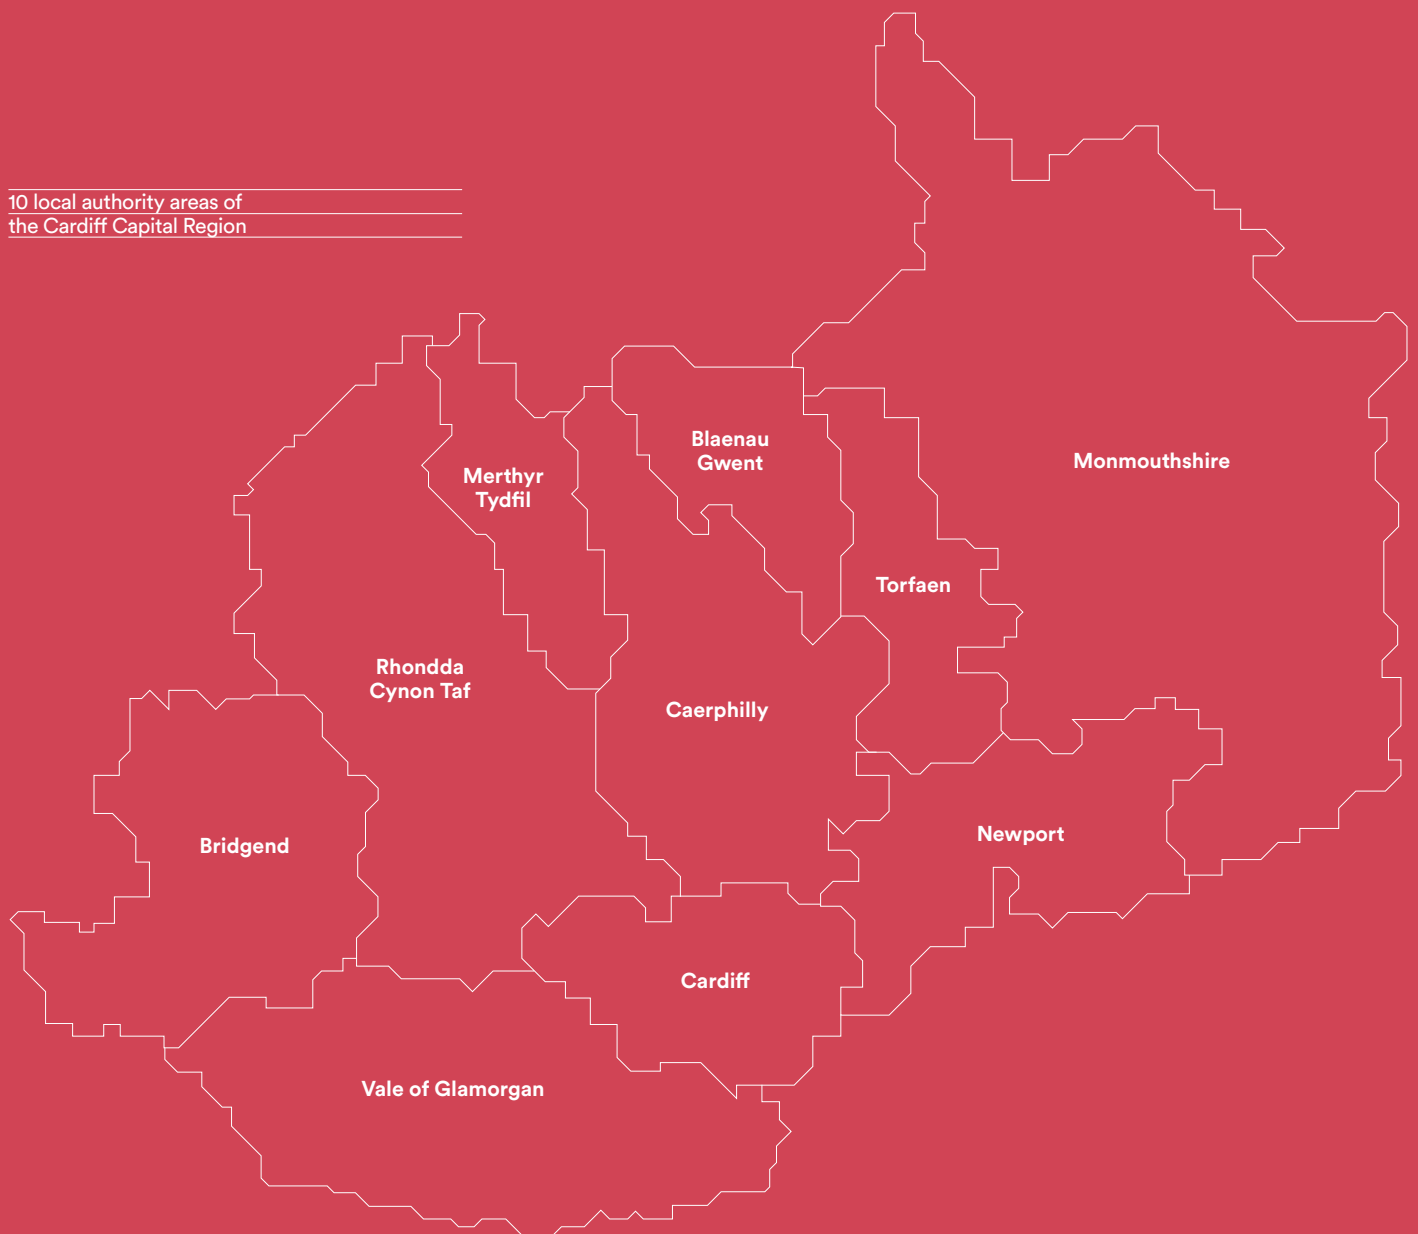 10 local authority areas of
the Cardiff Capital Region
Blaenau
Gwent
Monmouthshire
Merthyr
Tydfil
Torfaen
Rhondda
Cynon Taf
Caerphilly
Newport
Bridgend
Cardiff
Vale of Glamorgan